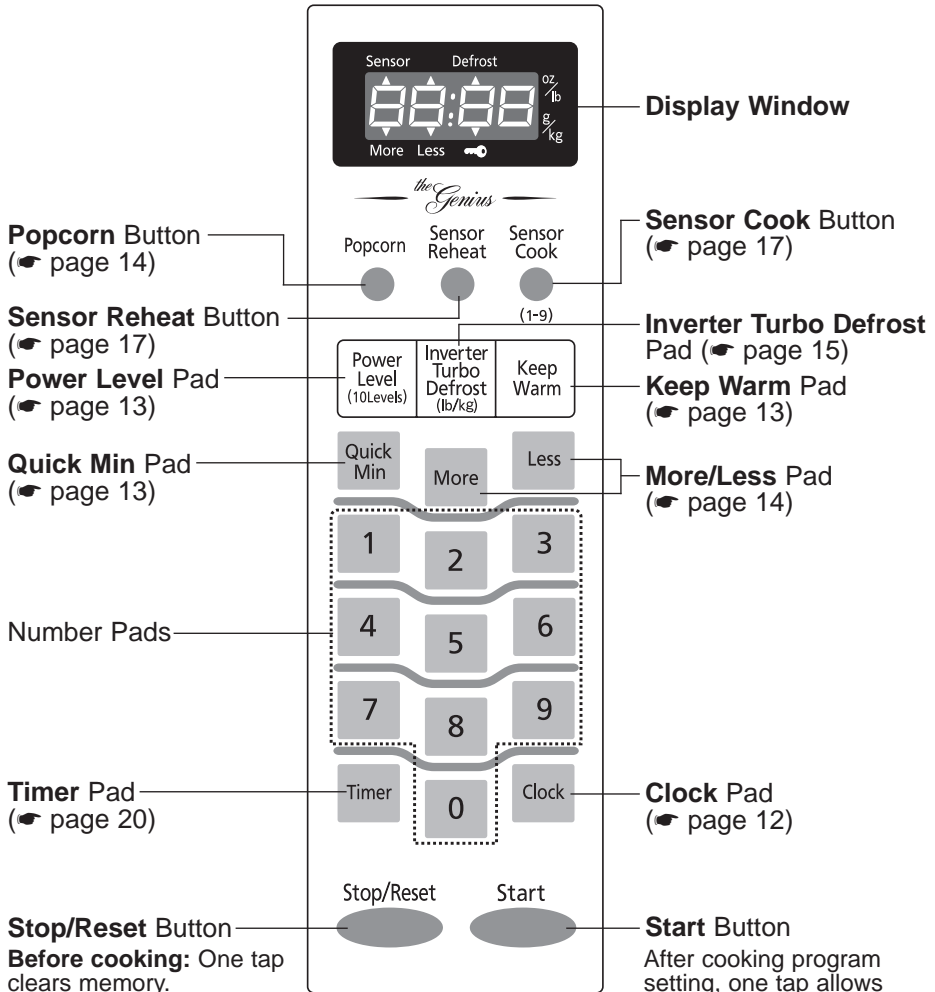 Sensor Defrost
oz/lb
88:88
g/kg
More Less
Display Window
the Genius
Popcorn Button
(☛ page 14)
Popcorn
Sensor
Reheat
Sensor
Cook
(1-9)
Sensor Cook Button
(☛ page 17)
Sensor Reheat Button
(☛ page 17)
Inverter Turbo Defrost
Pad (☛ page 15)
Power Level Pad
(☛ page 13)
Power
Level
(10Levels)
Inverter
Turbo
Defrost
(lb/kg)
Keep
Warm
Keep Warm Pad
(☛ page 13)
Quick Min Pad
(☛ page 13)
Quick
Min
More
Less
More/Less Pad
(☛ page 14)
Number Pads
1 2 3
4 5 6
7 8 9
Timer Pad
(☛ page 20)
Timer
0
Clock
Clock Pad
(☛ page 12)
Stop/Reset
Start
Stop/Reset Button
Before cooking: One tap
clears memory.
Start Button
After cooking program
setting, one tap allows